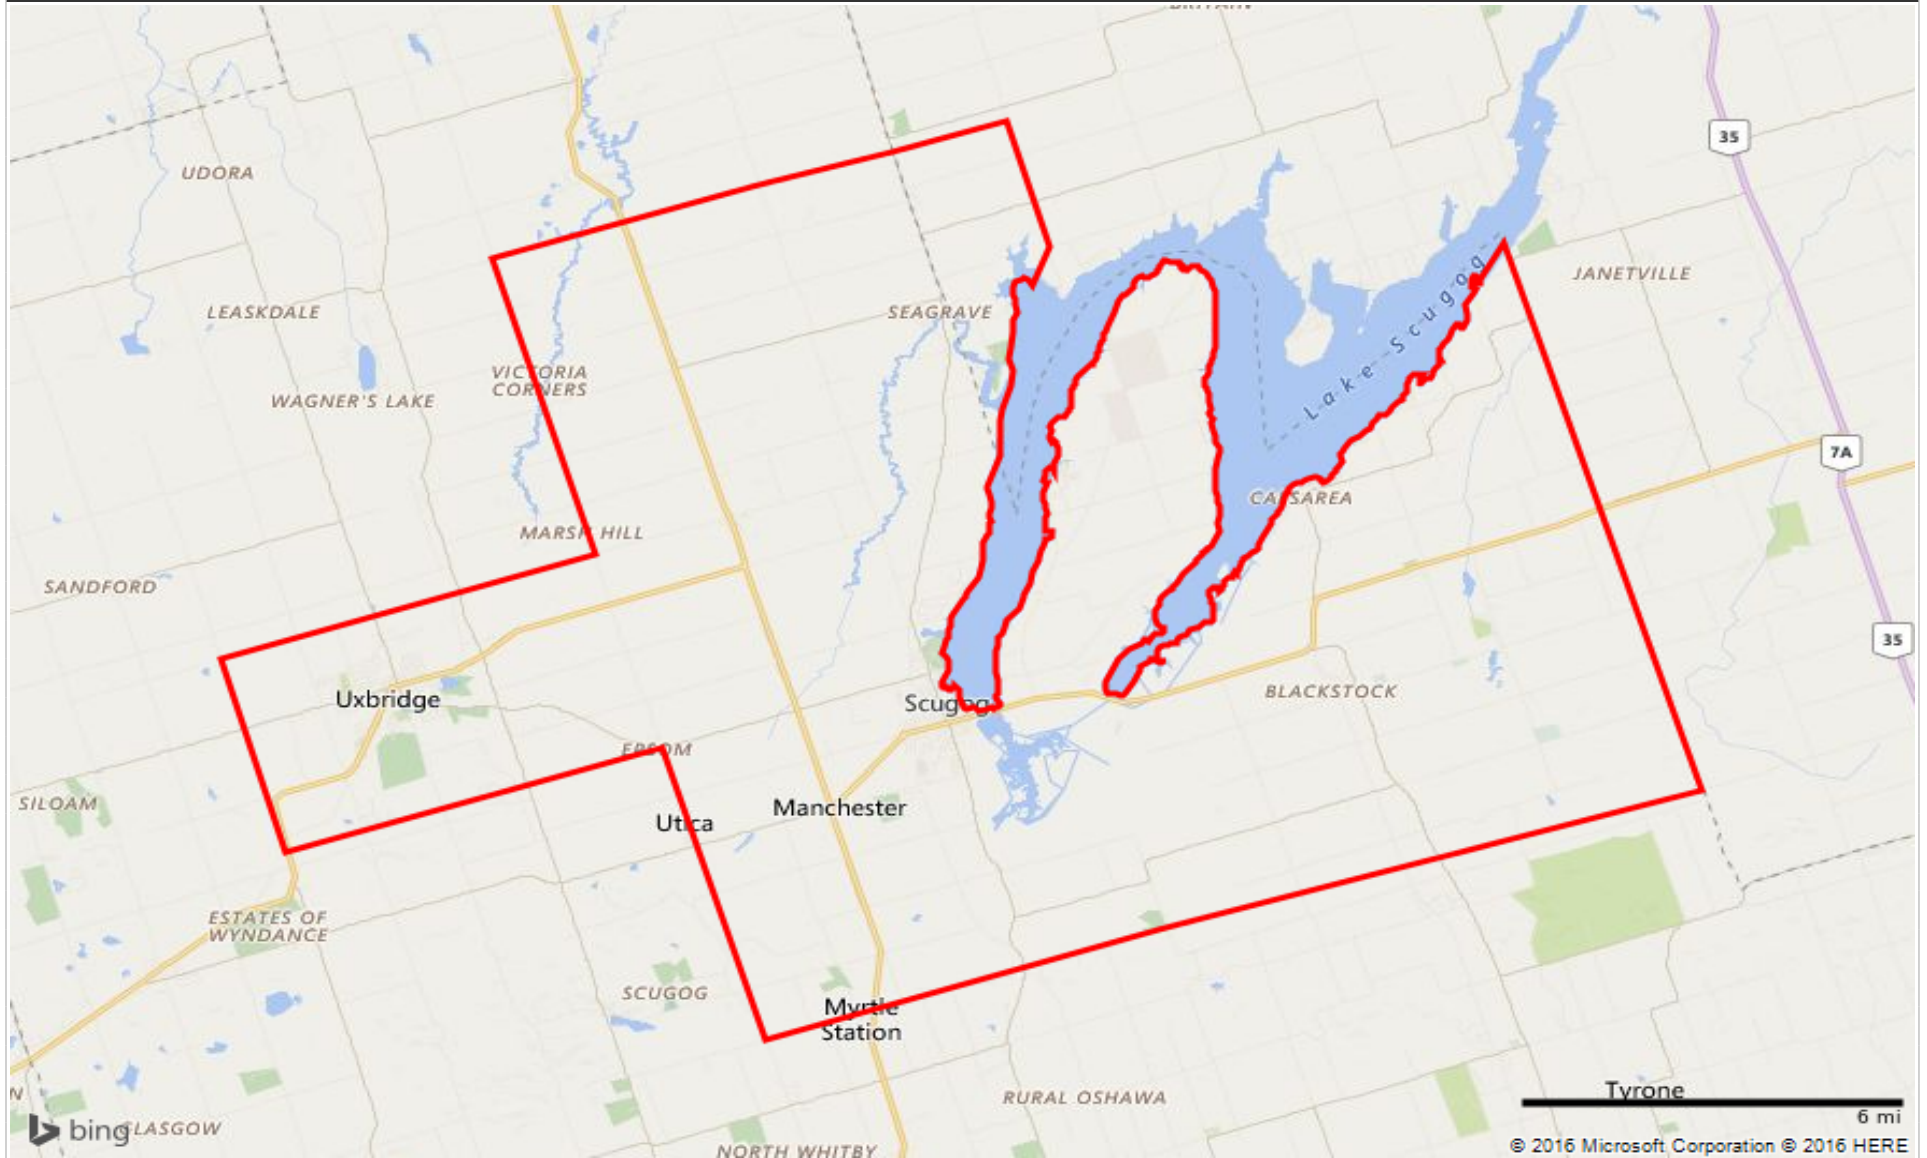 BRITAIN
35
UDORA
JANETVILLE
LEASKDALE
SEAGRAVE
Lake Scugog
VICTORIA
CORNERS
WAGNER'S LAKE
7A
CAESAREA
MARSH HILL
SANDFORD
35
Uxbridge
Scugog
BLACKSTOCK
EPSOM
SILOAM
Manchester
Utica
ESTATES OF
WYNDANCE
SCUGOG
Myrtle
Station
Tyrone
RURAL OSHAWA
N
6 mi
bing
GLASGOW
NORTH WHITBY
© 2016 Microsoft Corporation © 2016 HERE